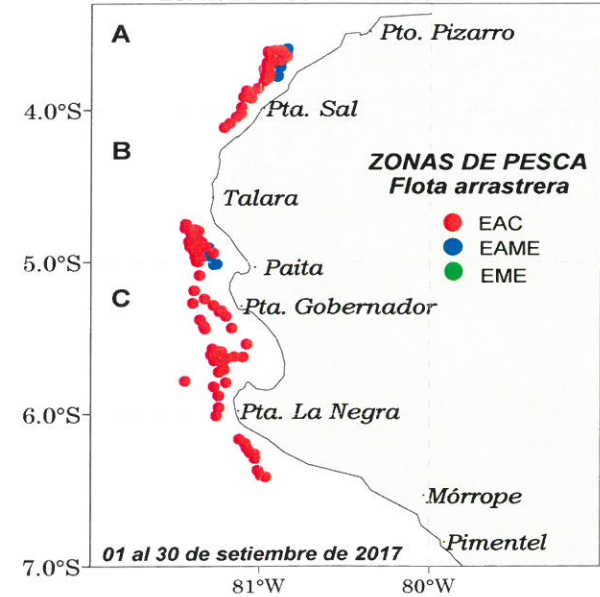 A
Pto. Pizarro
4.0°S
Pta. Sal
B
ZONAS DE PESCA
Flota arrastrera
Talara
EAC
EAME
5.0°S
Paita
EME
C
Pta. Gobernador
6.0°S
Pta. La Negra
Mórrope
Pimentel
01 al 30 de setiembre de 2017
7.0°S
81°W
80°W